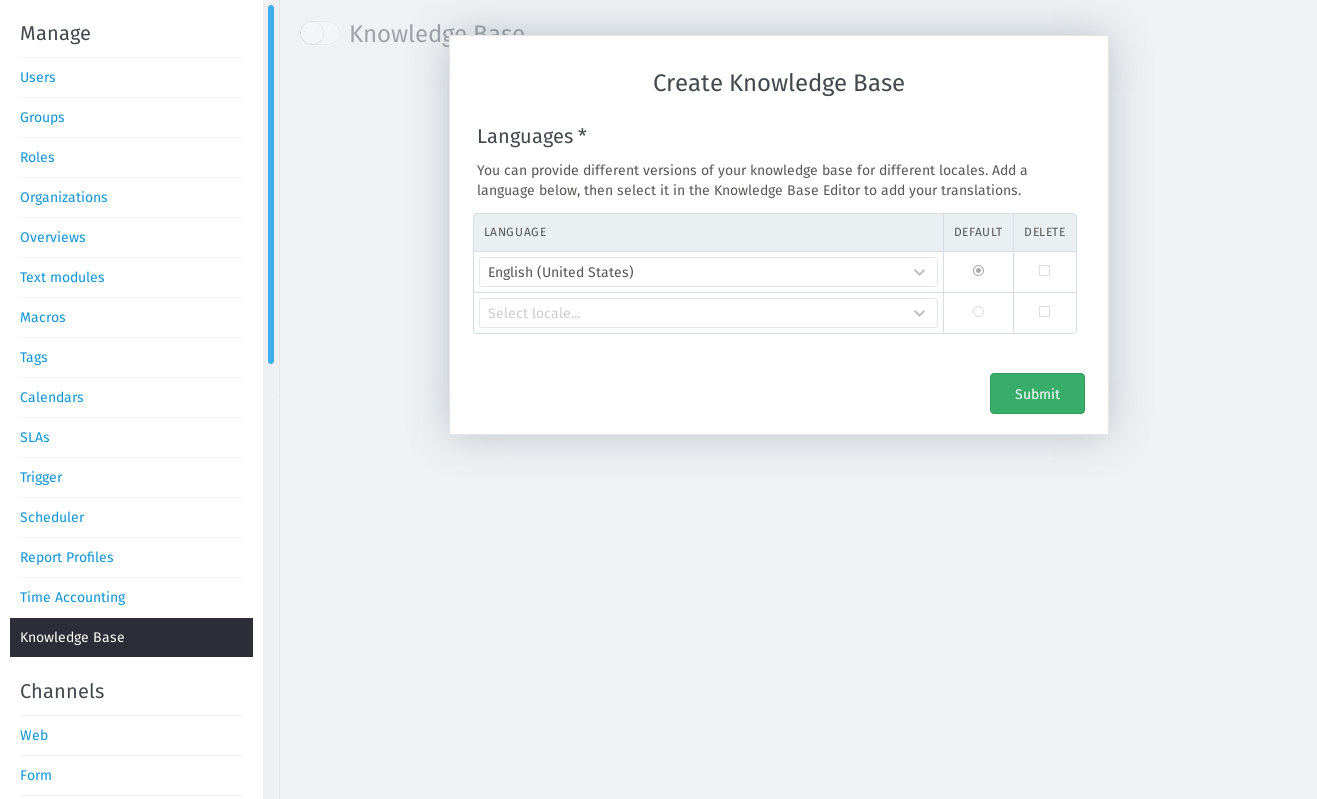 Manage
Users
Groups
Roles
Organizations
Overviews
Text modules
Macros
Tags
Calendars
SLAs
Trigger
Scheduler
Report Profiles
Time Accounting
Knowledge Base
Channels
Web
Form
Knowledge Base
Create Knowledge Base
Languages *
You can provide different versions of your knowledge base for different locales. Add a
language below, then select it in the Knowledge Base Editor to add your translations.
LANGUAGE DEFAULT DELETE
English (United States)
Select locale...
Submit